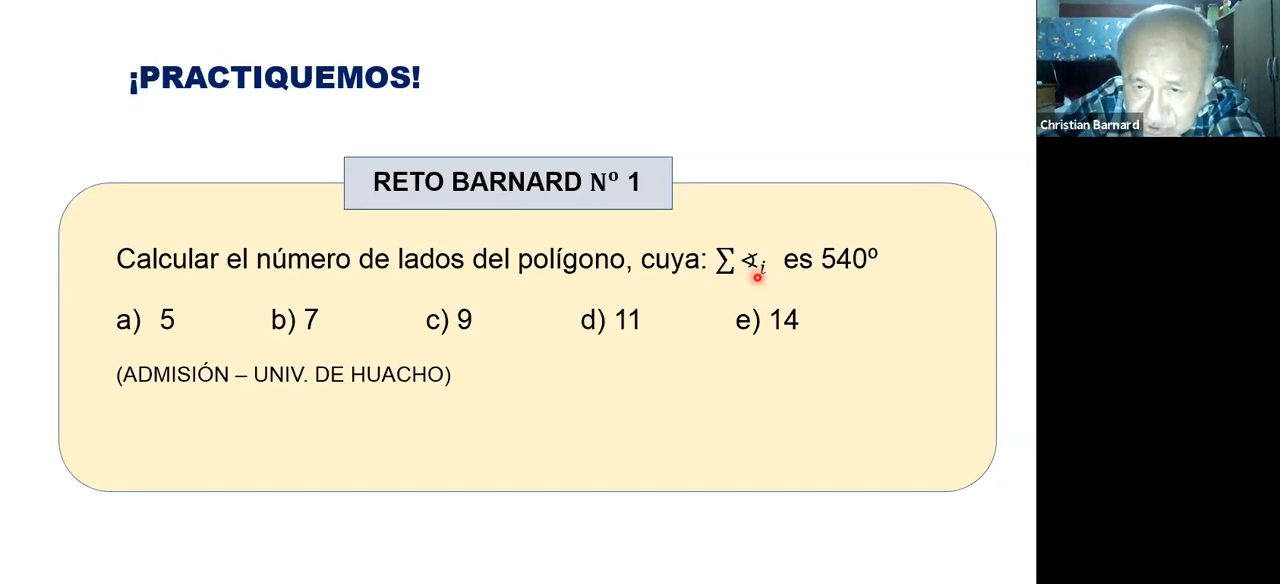 ¡PRACTIQUEMOS!
Christian Barnard
RETO BARNARD Nº 1
Calcular el número de lados del polígono, cuya: ∑ ∢ᵢ es 540º
a) 5 b) 7 c) 9 d) 11 e) 14
(ADMISIÓN – UNIV. DE HUACHO)